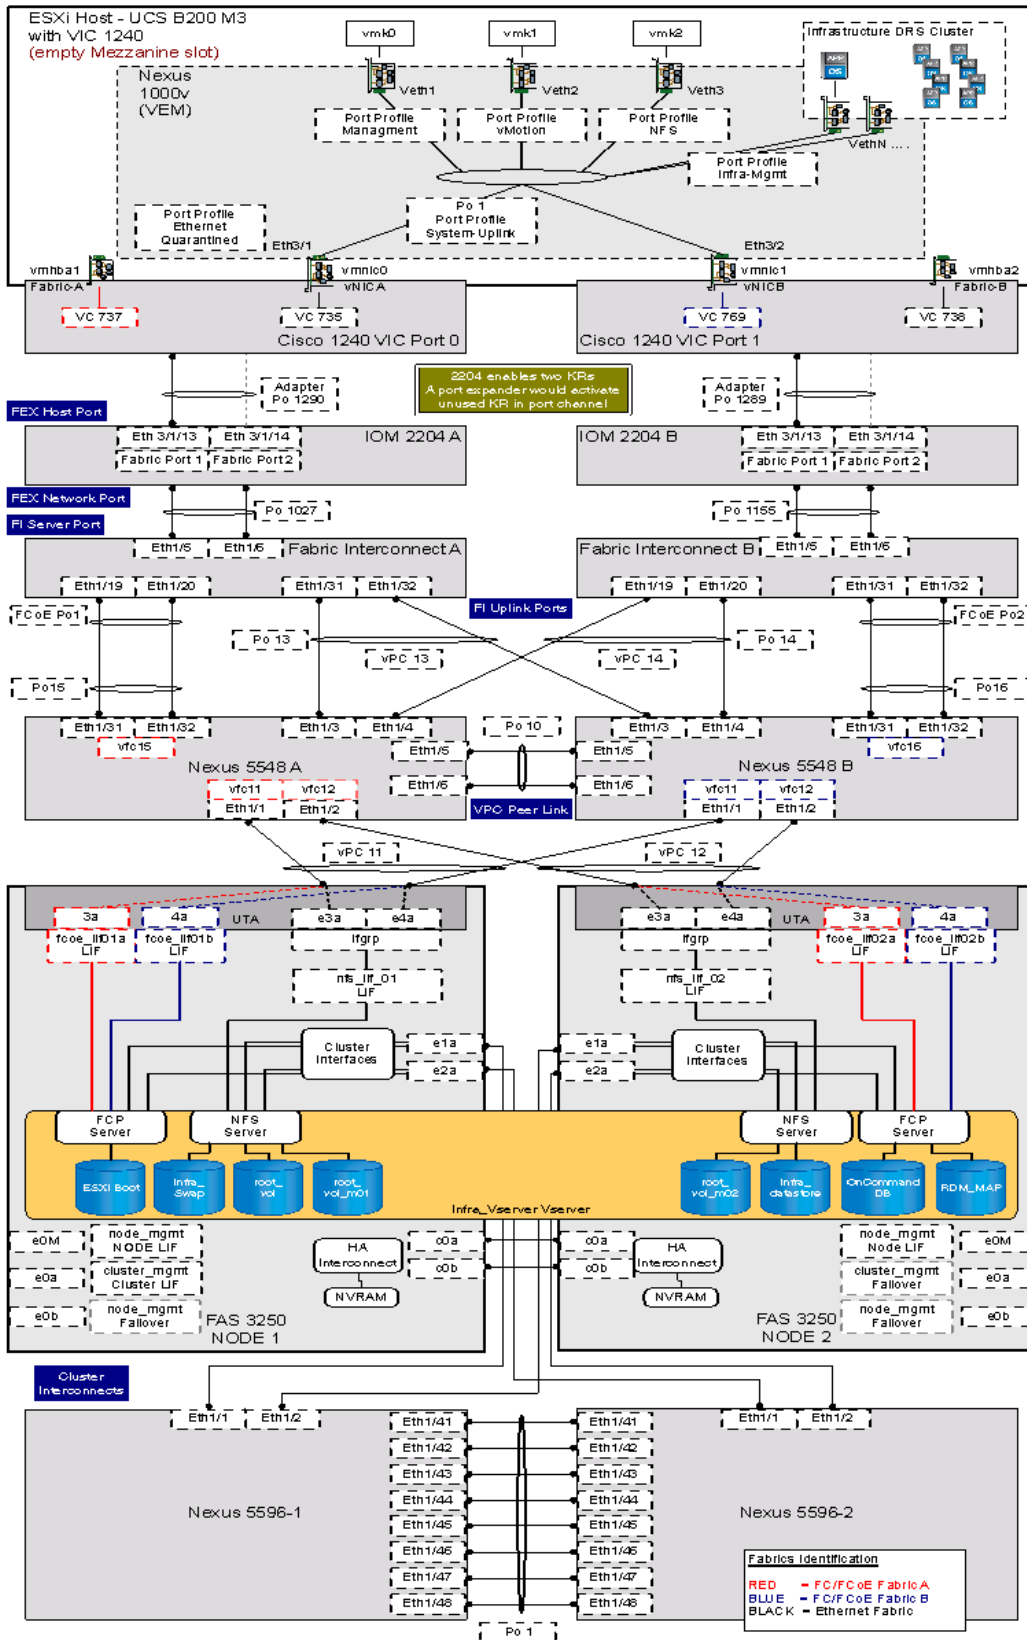 ESXi Host - UCS B200 M3
with VIC 1240
(empty Mezzanine slot)
vmk0
vmk1
vmk2
Infrastructure DRS Cluster
APP
OS
Nexus
1000v
(VEM)
Veth1
Veth2
Veth3
VethN ....
Port Profile
Managment
Port Profile
vMotion
Port Profile
NFS
Port Profile
Infra-Mgmt
Po 1
Port Profile
System-Uplink
Port Profile
Ethernet
Quarantined
Eth3/1
Eth3/2
vmhba1
Fabric-A
vmnic0
vNICA
vmnic1
vNICB
vmhba2
Fabric-B
VC 737
VC 735
VC 769
VC 738
Cisco 1240 VIC Port 0
Cisco 1240 VIC Port 1
Adapter
Po 1290
2204 enables two KRs
A port expander would activate
unused KR in port channel
Adapter
Po 1289
FEX Host Port
Eth 3/1/13
Eth 3/1/14
IOM 2204 A
Fabric Port 1
Fabric Port 2
IOM 2204 B
Eth 3/1/13
Eth 3/1/14
Fabric Port 1
Fabric Port 2
FEX Network Port
Po 1027
Po 1155
FI Server Port
Eth1/5
Eth1/6
Fabric Interconnect A
Fabric Interconnect B
Eth1/5
Eth1/6
Eth1/19
Eth1/20
Eth1/31
Eth1/32
Eth1/19
Eth1/20
Eth1/31
Eth1/32
FCoE Po1
FI Uplink Ports
FCoE Po2
Po 13
Po 14
vPC 13
vPC 14
Po15
Po16
Eth1/31
Eth1/32
Eth1/3
Eth1/4
Po 10
Eth1/3
Eth1/4
Eth1/31
Eth1/32
vfc15
Eth1/5
Eth1/5
vfc16
Nexus 5548 A
Nexus 5548 B
Eth1/6
Eth1/6
vfc11
vfc12
Eth1/1
Eth1/2
VPC Peer Link
vfc11
vfc12
Eth1/1
Eth1/2
vPC 11
vPC 12
3a
4a
UTA
e3a
e4a
e3a
e4a
UTA
3a
4a
fcoe_lif01a
LIF
fcoe_lif01b
LIF
ifgrp
ifgrp
fcoe_lif02a
LIF
fcoe_lif02b
LIF
nfs_lif_01
LIF
nfs_lif_02
LIF
Cluster
Interfaces
e1a
e2a
e1a
e2a
Cluster
Interfaces
FCP
Server
NFS
Server
NFS
Server
FCP
Server
ESXi Boot
Infra_
Swap
root_
vol
root_
vol_m01
root_
vol_m02
Infra_
datastore
OnCommand
DB
RDM_MAP
Infra_Vserver Vserver
e0M
node_mgmt
NODE LIF
HA
Interconnect
c0a
c0b
c0a
c0b
HA
Interconnect
node_mgmt
Node LIF
e0M
e0a
cluster_mgmt
Cluster LIF
NVRAM
NVRAM
cluster_mgmt
Failover
e0a
e0b
node_mgmt
Failover
FAS 3250
NODE 1
FAS 3250
NODE 2
node_mgmt
Failover
e0b
Cluster
Interconnects
Eth1/1
Eth1/2
Eth1/1
Eth1/2
Eth1/41
Eth1/41
Eth1/42
Eth1/42
Eth1/43
Eth1/43
Eth1/44
Eth1/44
Nexus 5596-1
Nexus 5596-2
Eth1/45
Eth1/45
Eth1/46
Eth1/46
Eth1/47
Eth1/47
Eth1/48
Eth1/48
Po 1
Fabrics Identification
RED – FC/FCoE Fabric A
BLUE – FC/FCoE Fabric B
BLACK – Ethernet Fabric